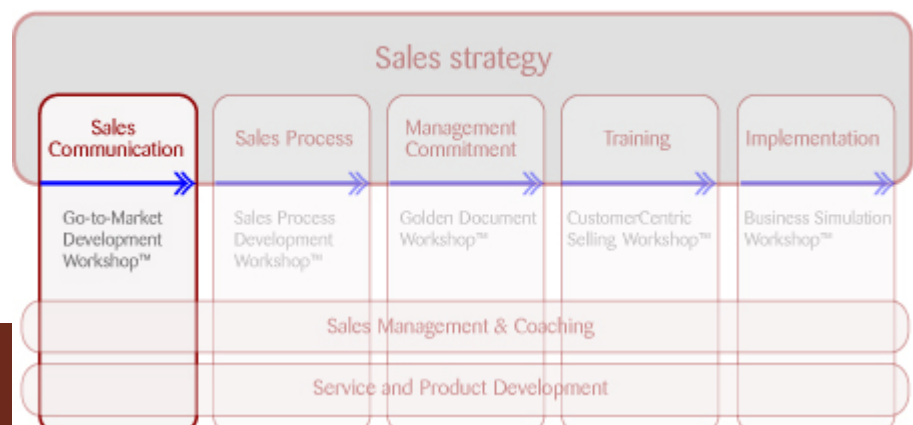 Sales strategy
Sales
Communication
Sales Process
Management
Commitment
Training
Implementation
Go-to-Market
Development
Workshop™
Sales Process
Development
Workshop™
Golden Document
Workshop™
CustomerCentric
Selling Workshop™
Business Simulation
Workshop™
Sales Management & Coaching
Service and Product Development